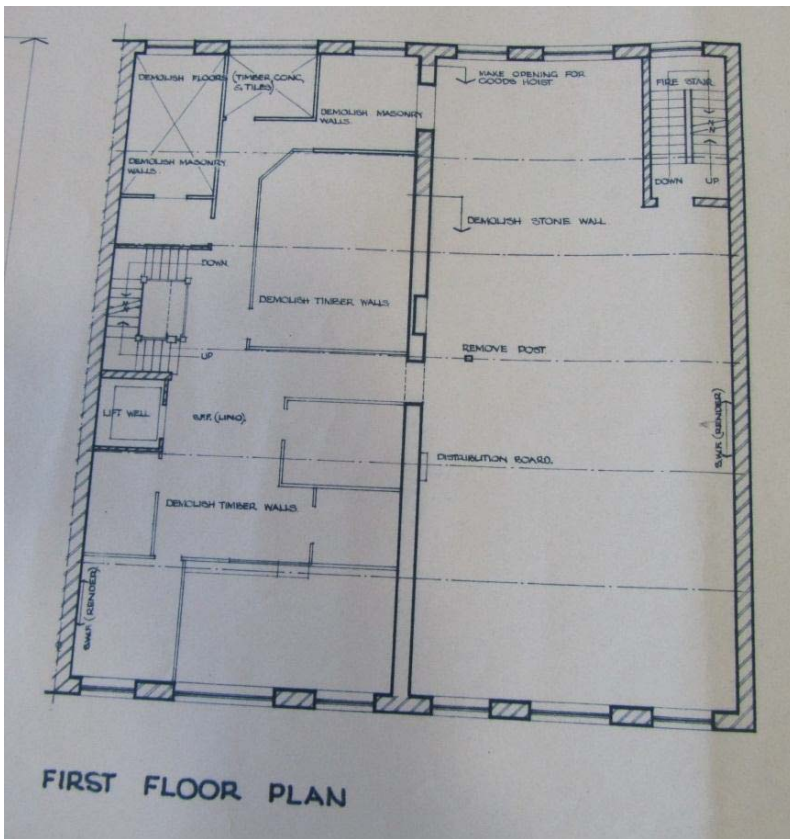 DEMOLISH FLOORS (TIMBER, CONC,
& TILES)
MAKE OPENING FOR
GOODS HOIST.
FIRE STAIR
DEMOLISH MASONRY
WALLS.
DEMOLISH MASONRY
WALLS.
DOWN UP
DEMOLISH STONE WALL.
DOWN.
DEMOLISH TIMBER WALLS
UP
REMOVE POST.
LIFT WELL
S.F.F. (LINO).
S.W.F. (RENDER)
DISTRIBUTION BOARD.
DEMOLISH TIMBER WALLS.
S.W.F. (RENDER)
FIRST FLOOR PLAN